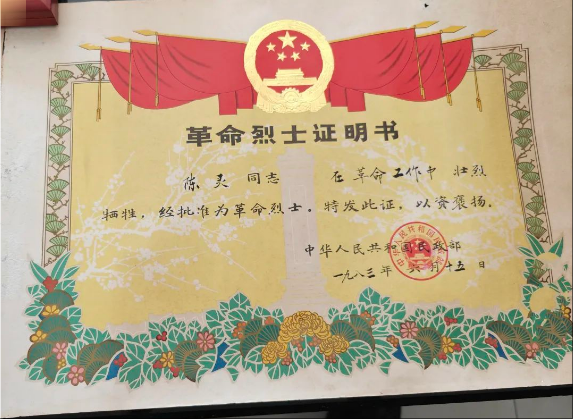 革命烈士证明书
陈灵 同志 在革命工作中 壮烈
牺牲，经批准为革命烈士。特发此证，以资褒扬。
中华人民共和国民政部
一九八三年 六月十五日